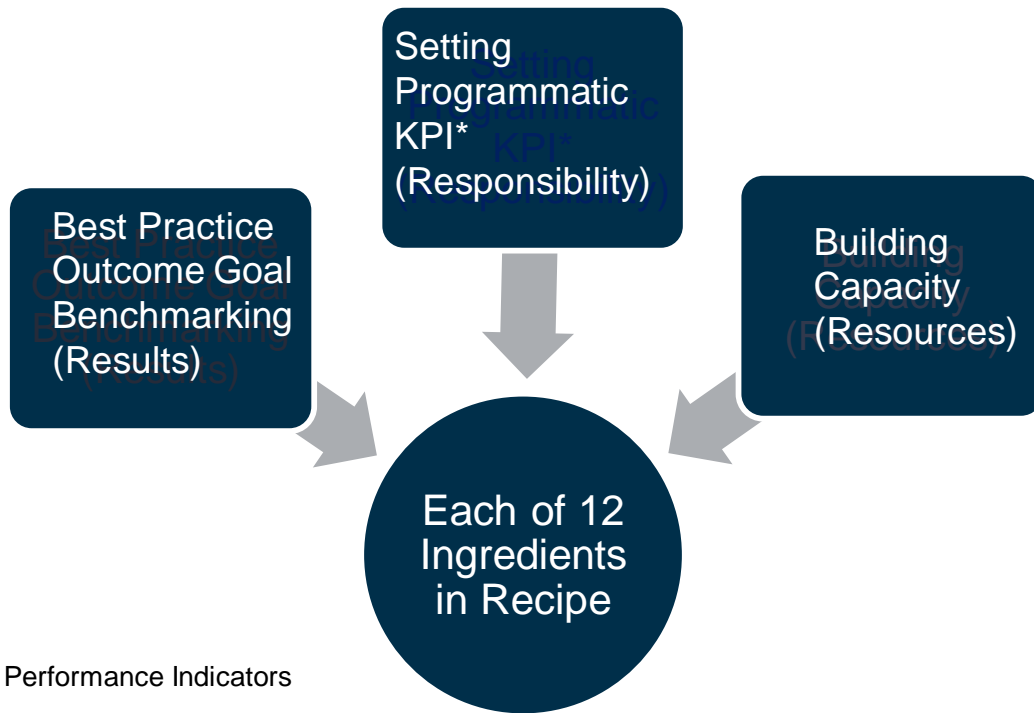 Setting
Programmatic
KPI*
(Responsibility)
Best Practice
Outcome Goal
Benchmarking
(Results)
Building
Capacity
(Resources)
Each of 12
Ingredients
in Recipe
Performance Indicators